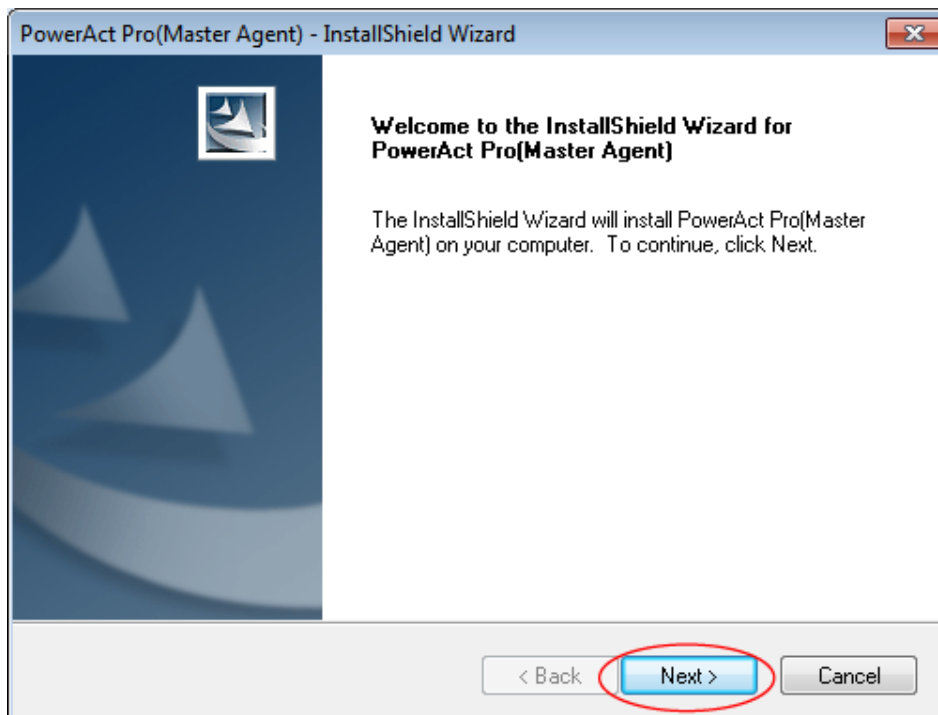 PowerAct Pro(Master Agent) - InstallShield Wizard
Welcome to the InstallShield Wizard for
PowerAct Pro(Master Agent)
The InstallShield Wizard will install PowerAct Pro(Master
Agent) on your computer.  To continue, click Next.
< Back
Next >
Cancel